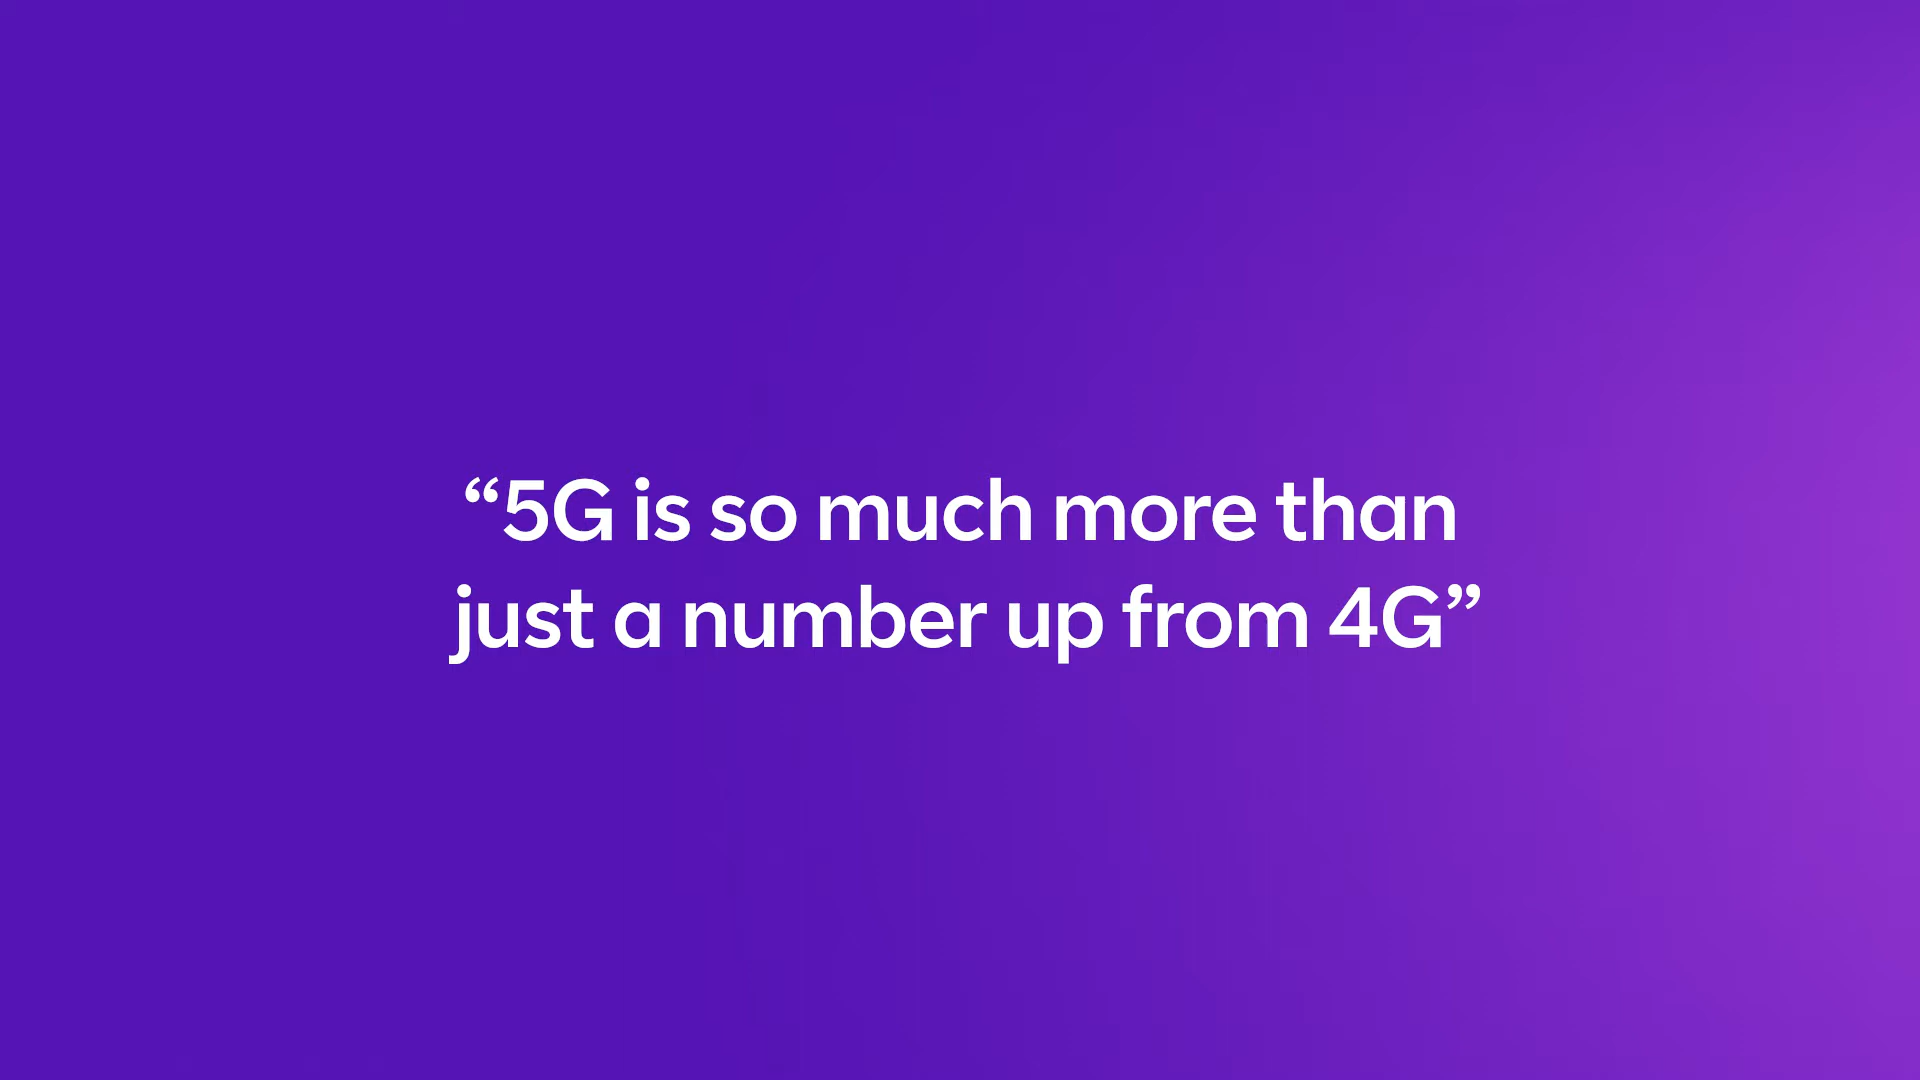 “5G is so much more than
just a number up from 4G”